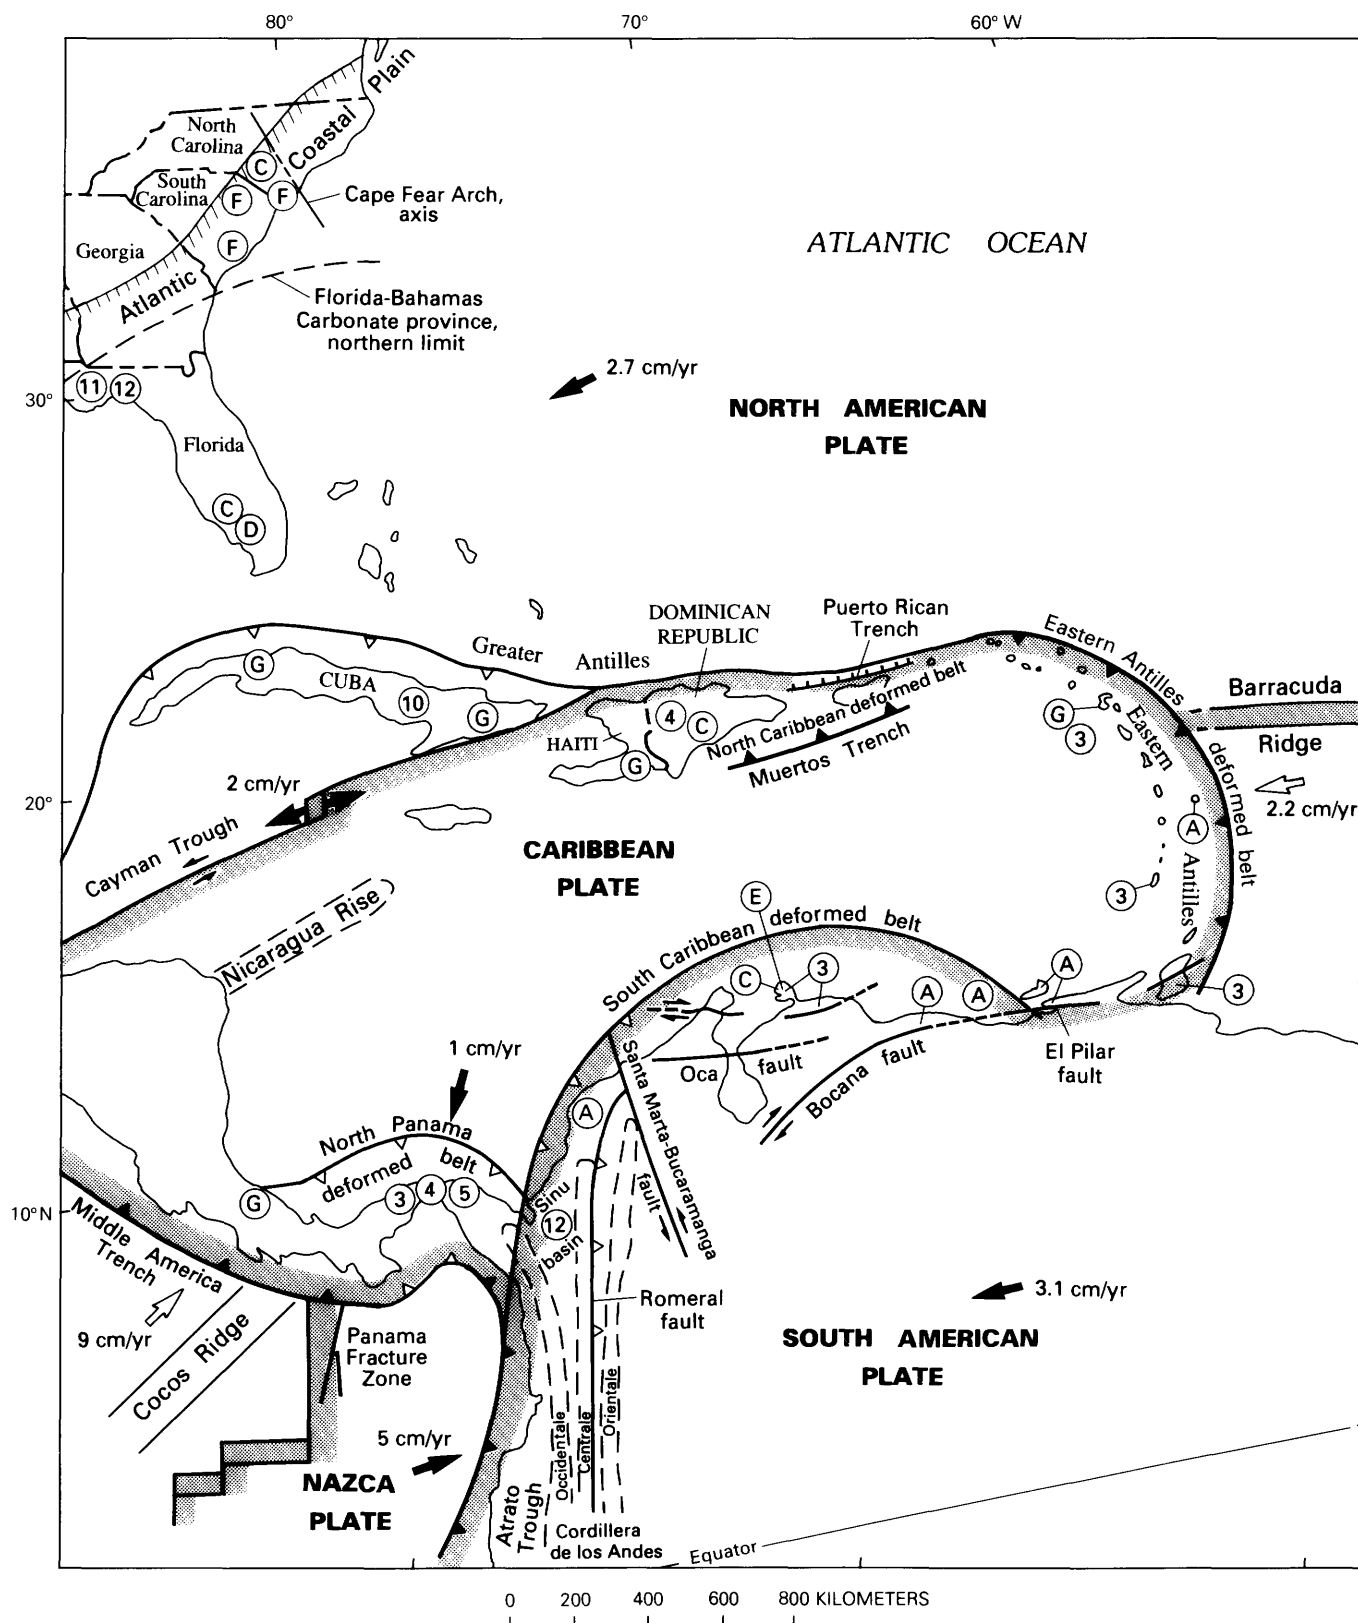 80°
70°
60° W
Plain
Coastal
North
Carolina
C
South
Carolina
F
F
Cape Fear Arch,
axis
F
Georgia
Atlantic
ATLANTIC OCEAN
Florida-Bahamas
Carbonate province,
northern limit
2.7 cm/yr
30°
11
12
NORTH AMERICAN
PLATE
Florida
C
D
DOMINICAN
REPUBLIC
Puerto Rican
Trench
Eastern Antilles
deformed belt
Greater
Antilles
G
CUBA
10
G
4
C
HAITI
G
North Caribbean deformed belt
Muertos Trench
G
3
Eastern
Antilles
Barracuda
Ridge
2 cm/yr
2.2 cm/yr
20°
Cayman Trough
CARIBBEAN
PLATE
A
3
Nicaragua Rise
E
South Caribbean deformed belt
C
3
A
A
A
3
El Pilar
fault
1 cm/yr
Oca fault
Bocana fault
Santa Marta-Bucaramanga
fault
A
North Panama
deformed belt
G
3
4
5
Sinu
basin
12
10° N
Middle America
Trench
9 cm/yr
Cocos Ridge
Panama
Fracture
Zone
Romeral
fault
3.1 cm/yr
SOUTH AMERICAN
PLATE
5 cm/yr
NAZCA
PLATE
Atrato
Trough
Occidentale
Centrale
Orientale
Cordillera
de los Andes
Equator
0 200 400 600 800 KILOMETERS